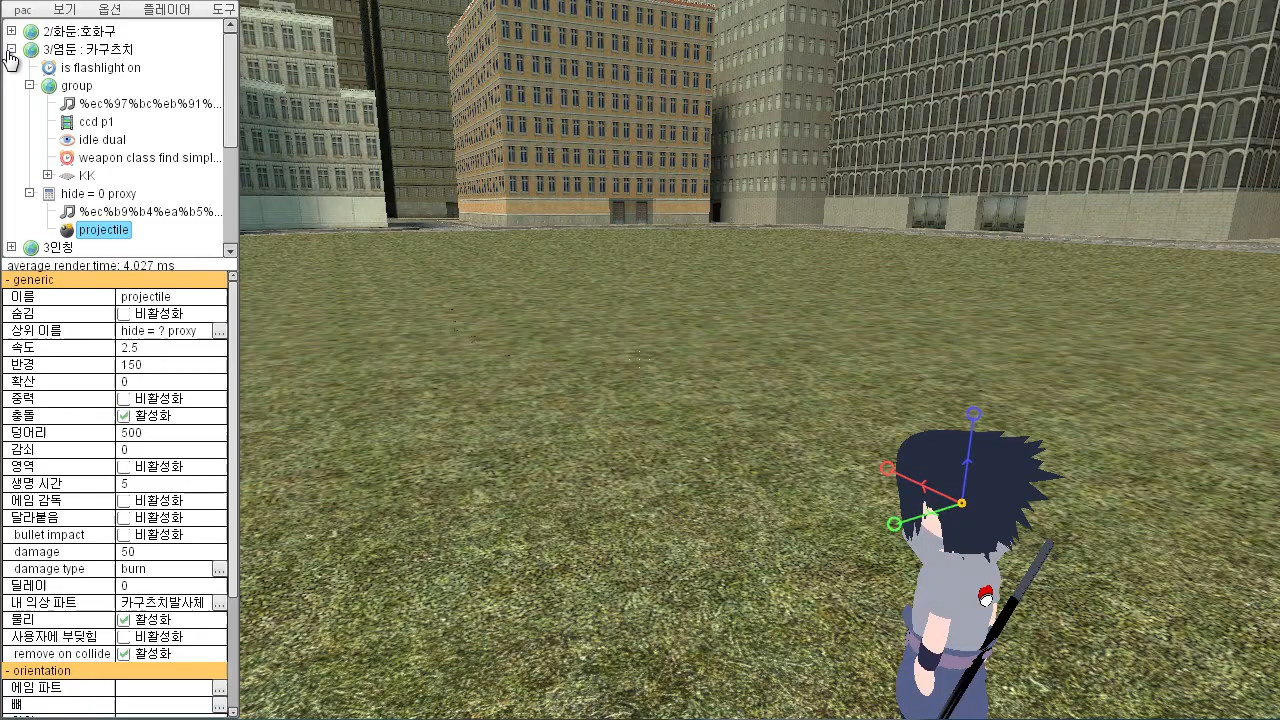 pac 보기 옵션 플레이어 도구
2/화둔:호화구
3/염둔 : 카구츠치
is flashlight on
group
%ec%97%bc%eb%91%...
ccd p1
idle dual
weapon class find simpl...
KK
hide = 0 proxy
%ec%b9%b4%ea%b5%...
projectile
3인칭
average render time: 4.027 ms
- generic
이름 projectile
숨김 비활성화
상위 이름 hide = ? proxy ...
속도 2.5
반경 150
확산 0
중력 비활성화
충돌 활성화
덩어리 500
감쇠 0
영역 비활성화
생명 시간 5
에임 감독 비활성화
달라붙음 비활성화
bullet impact 비활성화
damage 50
damage type burn ...
딜레이 0
내 의상 파트 카구츠치발사체 ...
물리 활성화
사용자에 부딪힘 비활성화
remove on collide 활성화
- orientation
에임 파트 ...
뼈 ...